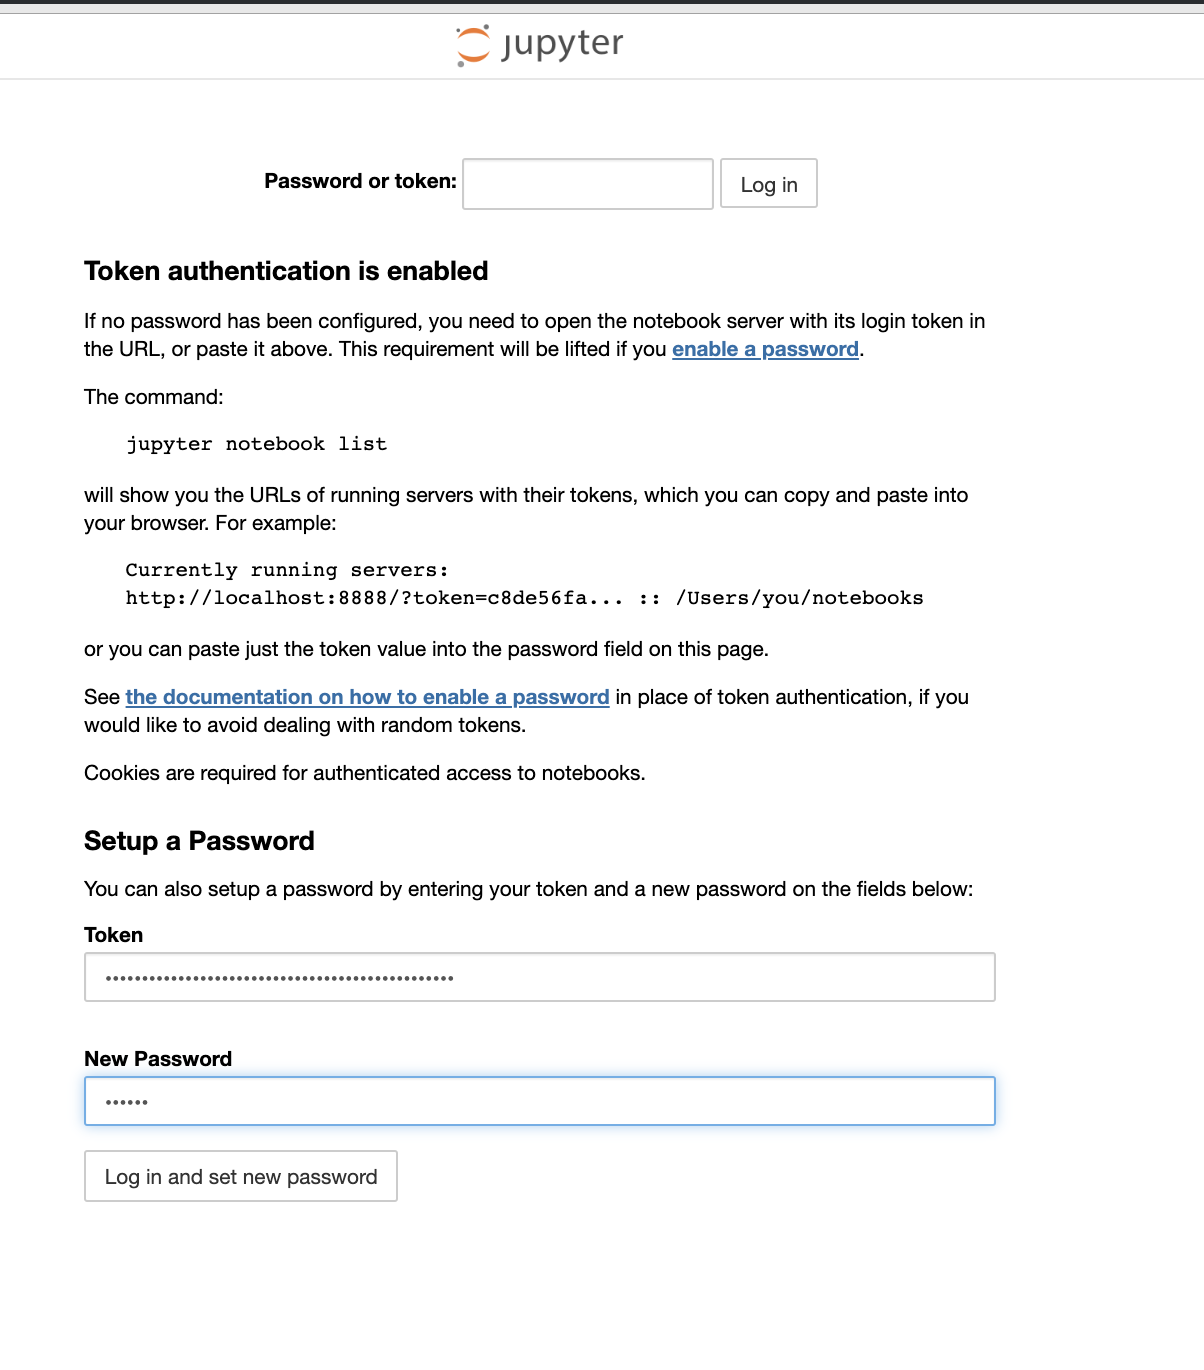 jupyter
Password or token:
Log in
Token authentication is enabled
If no password has been configured, you need to open the notebook server with its login token in
the URL, or paste it above. This requirement will be lifted if you enable a password.
The command:
jupyter notebook list
will show you the URLs of running servers with their tokens, which you can copy and paste into
your browser. For example:
Currently running servers:
http://localhost:8888/?token=c8de56fa... :: /Users/you/notebooks
or you can paste just the token value into the password field on this page.
See the documentation on how to enable a password in place of token authentication, if you
would like to avoid dealing with random tokens.
Cookies are required for authenticated access to notebooks.
Setup a Password
You can also setup a password by entering your token and a new password on the fields below:
Token
New Password
Log in and set new password